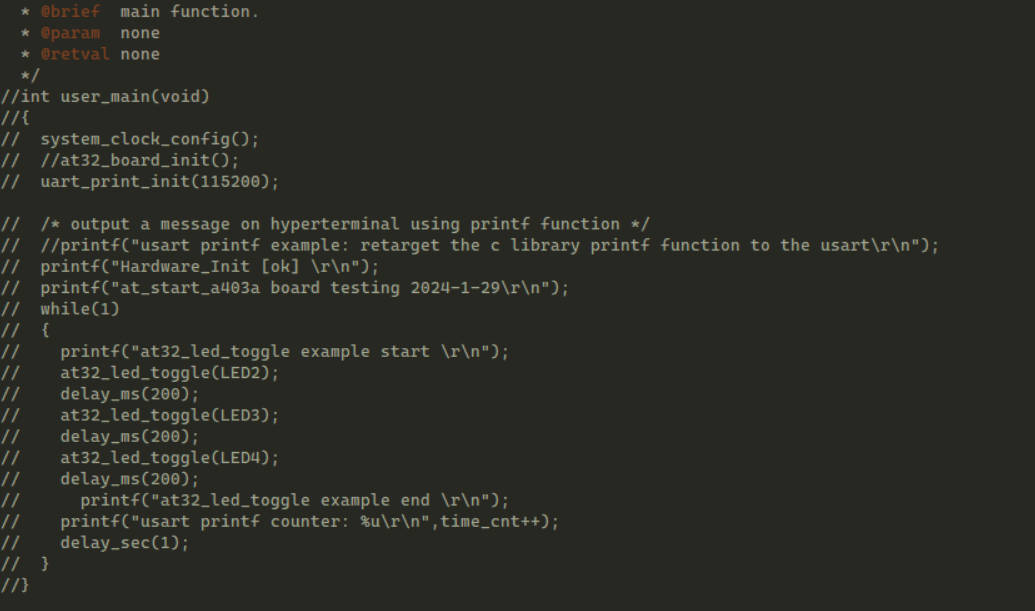 * @brief  main function.
* @param  none
* @retval none
*/
//int user_main(void)
//{
//  system_clock_config();
//  //at32_board_init();
//  uart_print_init(115200);
//  /* output a message on hyperterminal using printf function */
//  //printf("usart printf example: retarget the c library printf function to the usart\r\n");
//  printf("Hardware_Init [ok] \r\n");
//  printf("at_start_a403a board testing 2024-1-29\r\n");
//  while(1)
//  {
//    printf("at32_led_toggle example start \r\n");
//    at32_led_toggle(LED2);
//    delay_ms(200);
//    at32_led_toggle(LED3);
//    delay_ms(200);
//    at32_led_toggle(LED4);
//    delay_ms(200);
//      printf("at32_led_toggle example end \r\n");
//    printf("usart printf counter: %u\r\n",time_cnt++);
//    delay_sec(1);
//  }
//}